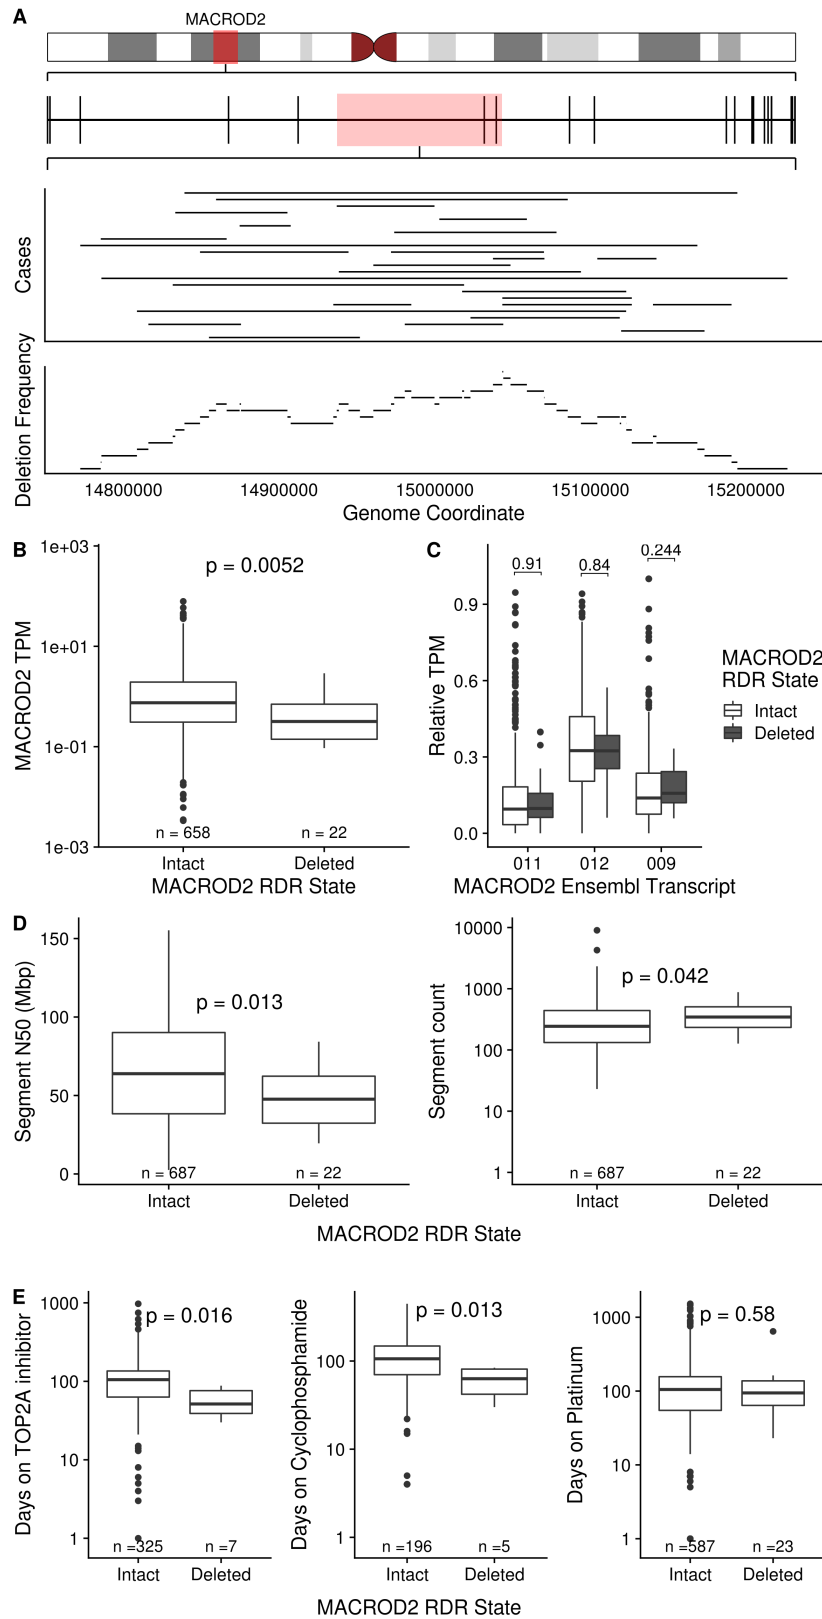 A
MACROD2
Cases
Deletion Frequency
14800000 14900000 15000000 15100000 15200000
Genome Coordinate
B
MACROD2 TPM
1e+03
1e+01
1e-01
1e-03
p = 0.0052
n = 658 n = 22
Intact Deleted
MACROD2 RDR State
C
Relative TPM
0.9
0.6
0.3
0.0
0.91 0.84 0.244
011 012 009
MACROD2 Ensembl Transcript
MACROD2
RDR State
Intact
Deleted
D
Segment N50 (Mbp)
150
100
50
0
p = 0.013
n = 687 n = 22
Intact Deleted
Segment count
10000
1000
100
10
1
p = 0.042
n = 687 n = 22
Intact Deleted
MACROD2 RDR State
E
Days on TOP2A inhibitor
1000
100
10
1
p = 0.016
n =325 n =7
Intact Deleted
Days on Cyclophosphamide
100
10
1
p = 0.013
n =196 n =5
Intact Deleted
Days on Platinum
1000
100
10
1
p = 0.58
n =587 n =23
Intact Deleted
MACROD2 RDR State